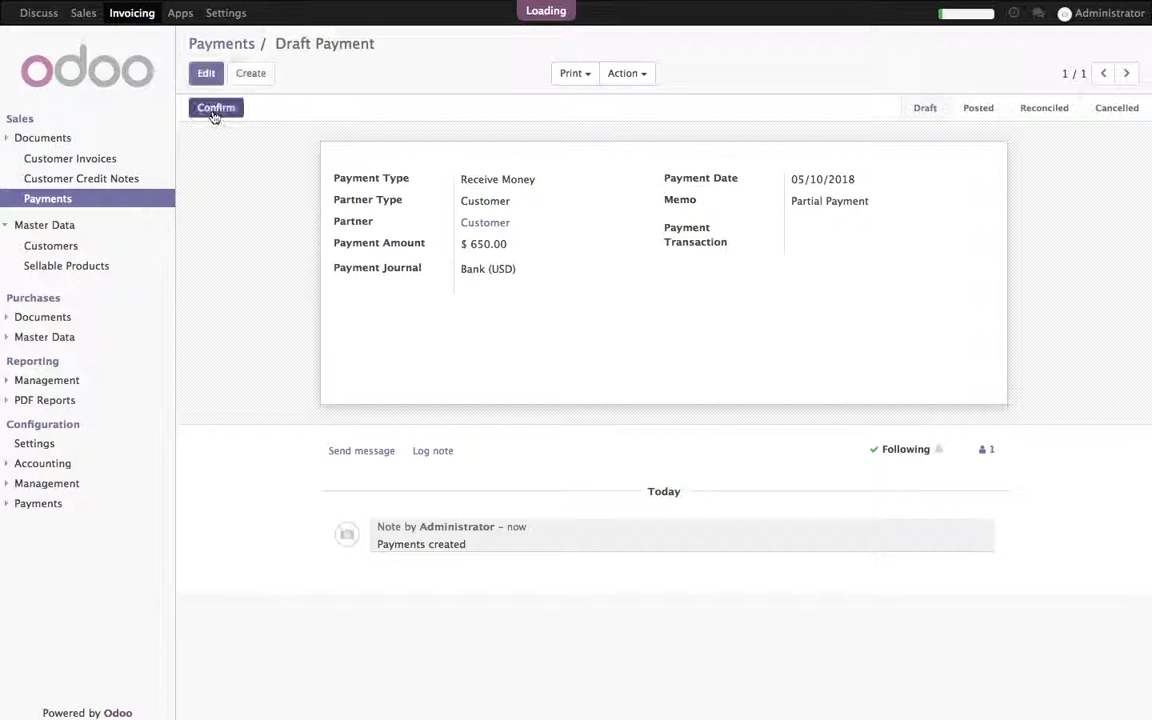 Discuss Sales Invoicing Apps Settings
Loading
Administrator
odoo
Payments / Draft Payment
Edit Create
Print Action
1 / 1
Confirm
Draft Posted Reconciled Cancelled
Sales
Documents
Customer Invoices
Customer Credit Notes
Payments
Master Data
Customers
Sellable Products
Purchases
Documents
Master Data
Reporting
Management
PDF Reports
Configuration
Settings
Accounting
Management
Payments
Powered by Odoo
Payment Type Receive Money
Partner Type Customer
Partner Customer
Payment Amount $ 650.00
Payment Journal Bank (USD)
Payment Date 05/10/2018
Memo Partial Payment
Payment
Transaction
Send message Log note
Following 1
Today
Note by Administrator – now
Payments created